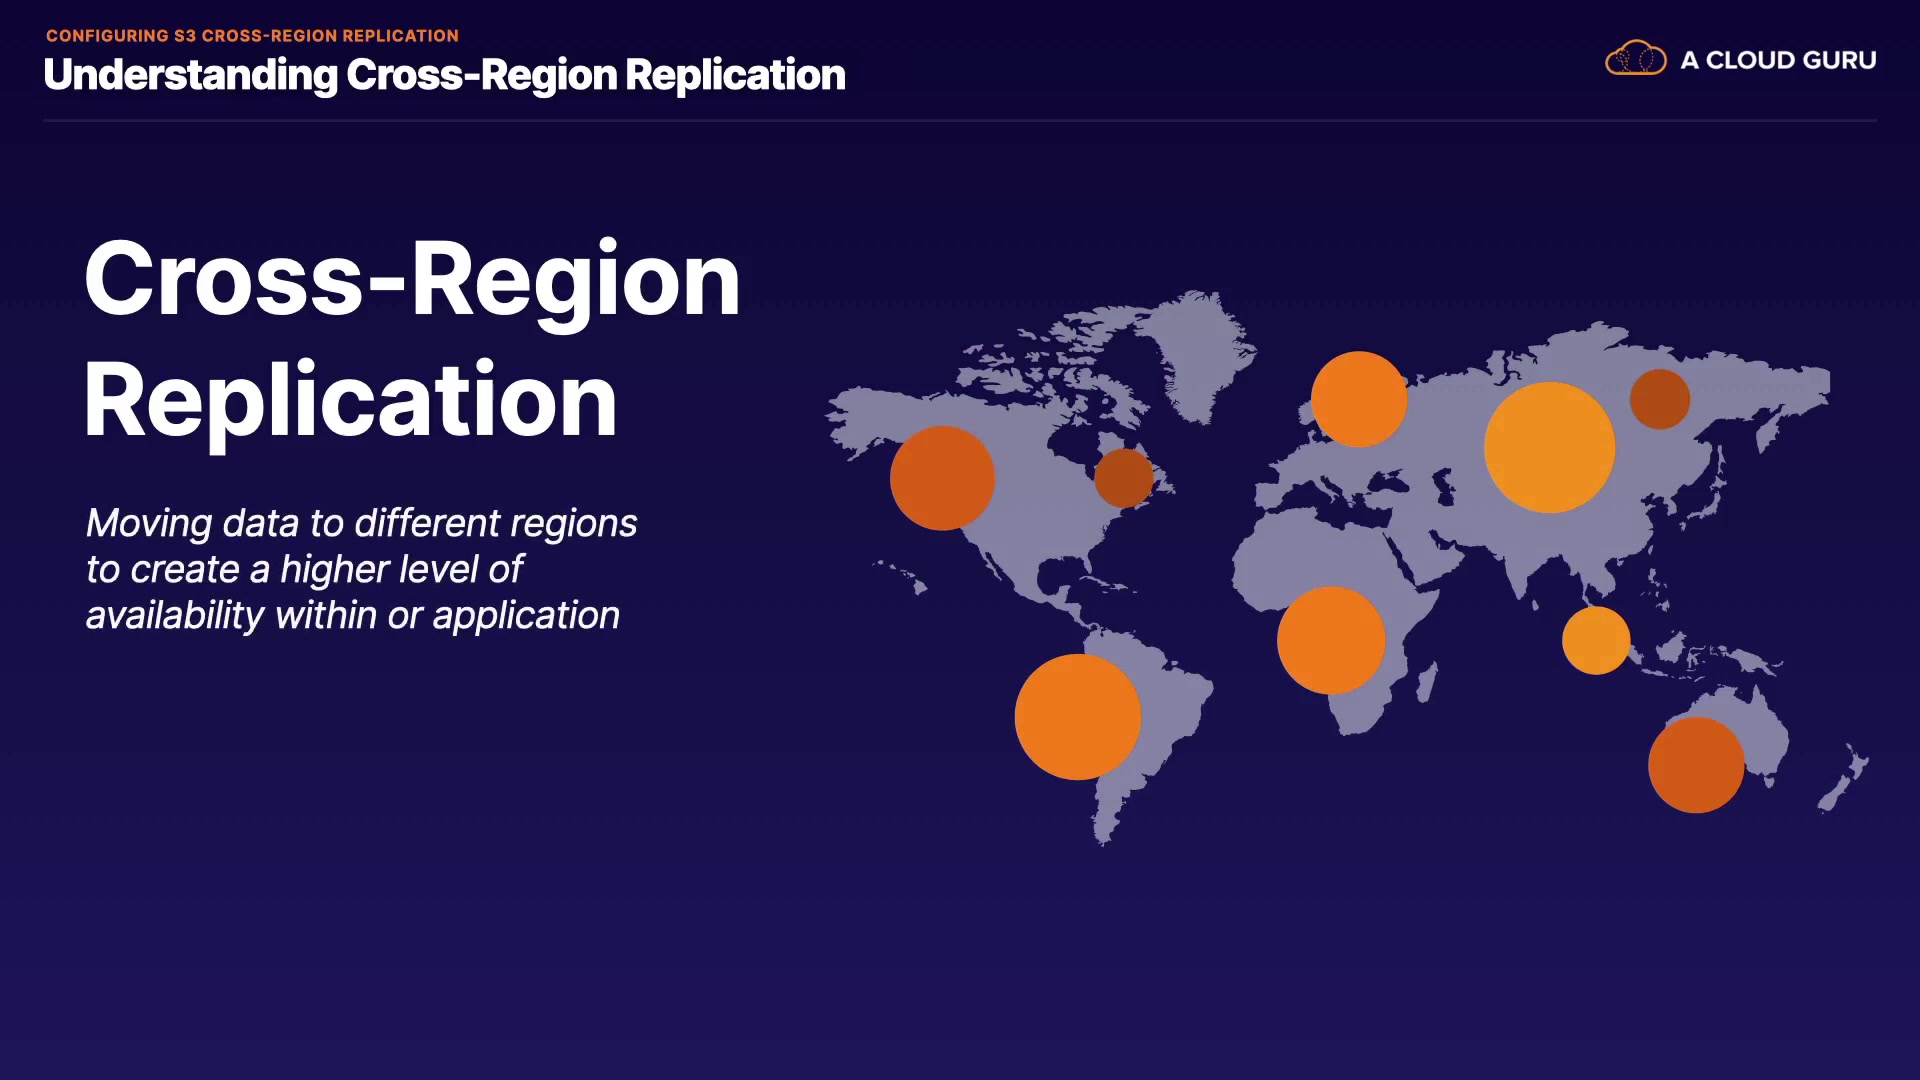 CONFIGURING S3 CROSS-REGION REPLICATION
Understanding Cross-Region Replication
A CLOUD GURU
Cross-Region
Replication
Moving data to different regions
to create a higher level of
availability within or application